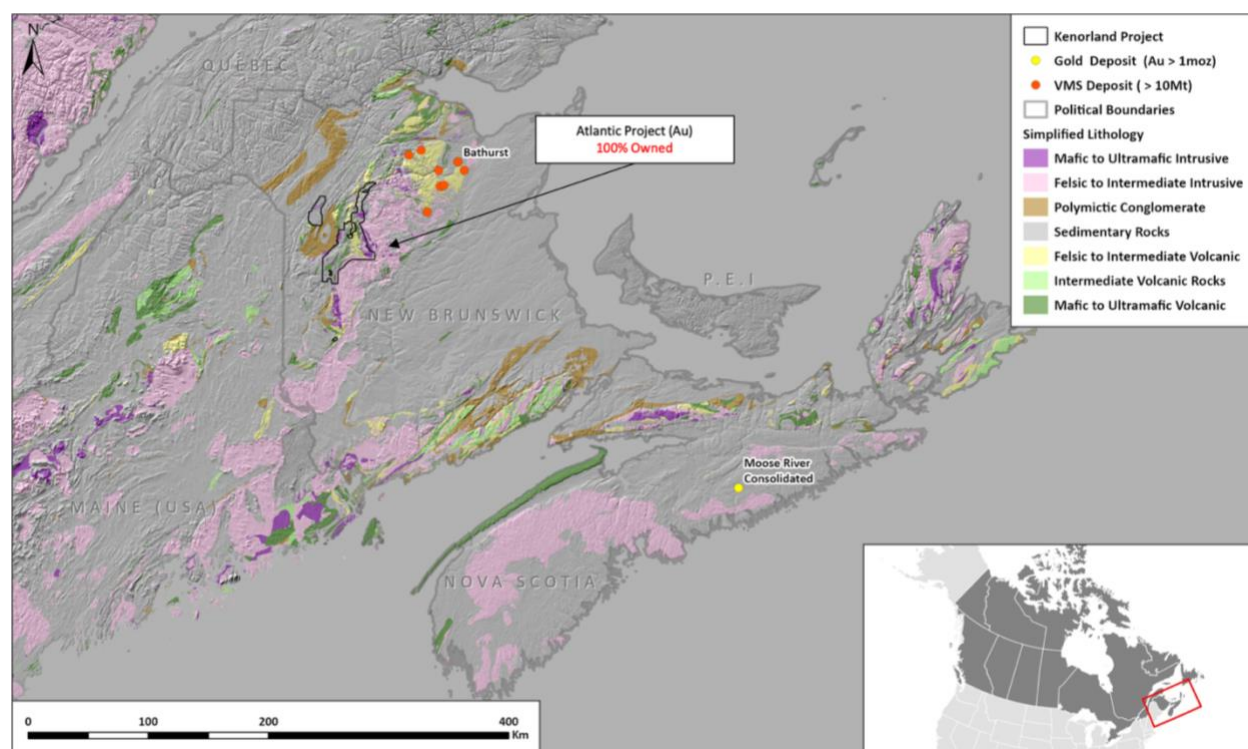 N
QUEBEC
Bathurst
Atlantic Project (Au)
100% Owned
P.E.I
NEW BRUNSWICK
Moose River
Consolidated
MAINE (USA)
NOVA SCOTIA
Kenorland Project
Gold Deposit (Au > 1moz)
VMS Deposit ( > 10Mt)
Political Boundaries
Simplified Lithology
Mafic to Ultramafic Intrusive
Felsic to Intermediate Intrusive
Polymictic Conglomerate
Sedimentary Rocks
Felsic to Intermediate Volcanic
Intermediate Volcanic Rocks
Mafic to Ultramafic Volcanic
0 100 200 400
Km